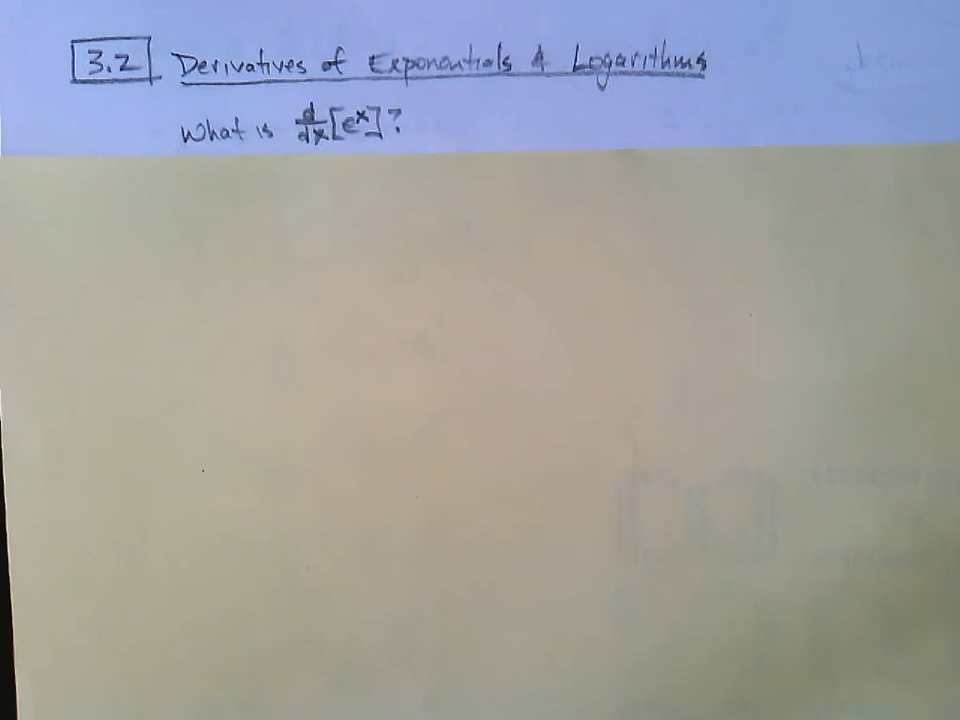 3.2 Derivatives of Exponentials & Logarithms
What is d/dx[e^x]?